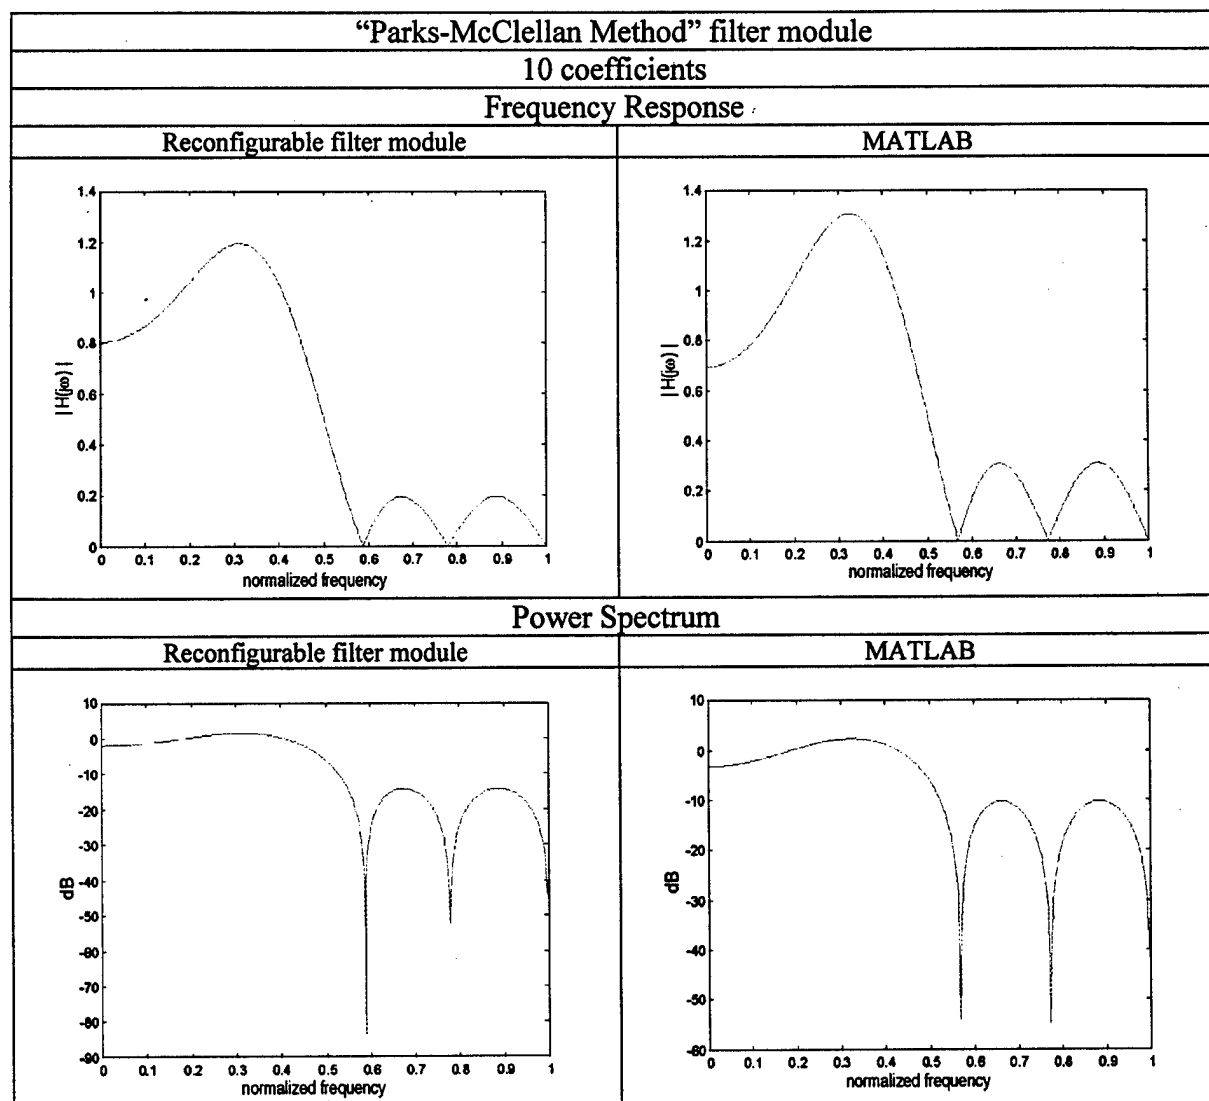 “Parks-McClellan Method” filter module
10 coefficients
Frequency Response
Reconfigurable filter module
MATLAB
1.4
1.2
1
0.8
0.6
0.4
0.2
0
|H(jω)|
0 0.1 0.2 0.3 0.4 0.5 0.6 0.7 0.8 0.9 1
normalized frequency
1.4
1.2
1
0.8
0.6
0.4
0.2
0
|H(jω)|
0 0.1 0.2 0.3 0.4 0.5 0.6 0.7 0.8 0.9 1
normalized frequency
Power Spectrum
Reconfigurable filter module
MATLAB
10
0
-10
-20
-30
-40
-50
-60
-70
-80
-90
dB
0 0.1 0.2 0.3 0.4 0.5 0.6 0.7 0.8 0.9 1
normalized frequency
10
0
-10
-20
-30
-40
-50
-60
dB
0 0.1 0.2 0.3 0.4 0.5 0.6 0.7 0.8 0.9 1
normalized frequency